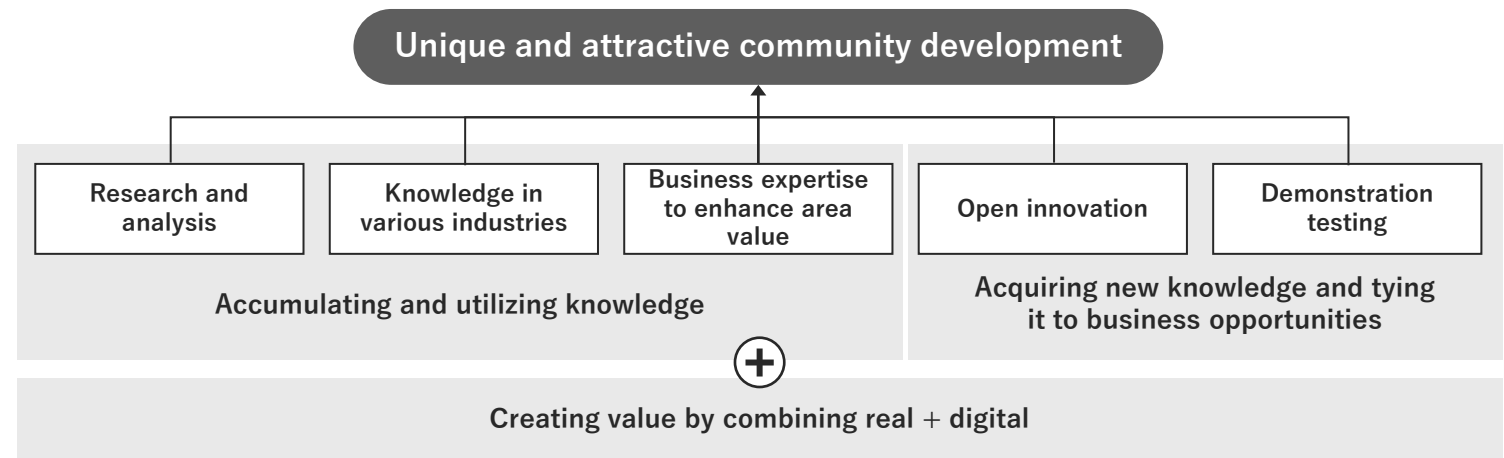 Unique and attractive community development
Research and
analysis
Knowledge in
various industries
Business expertise
to enhance area
value
Open innovation
Demonstration
testing
Accumulating and utilizing knowledge
Acquiring new knowledge and tying
it to business opportunities
+
Creating value by combining real + digital